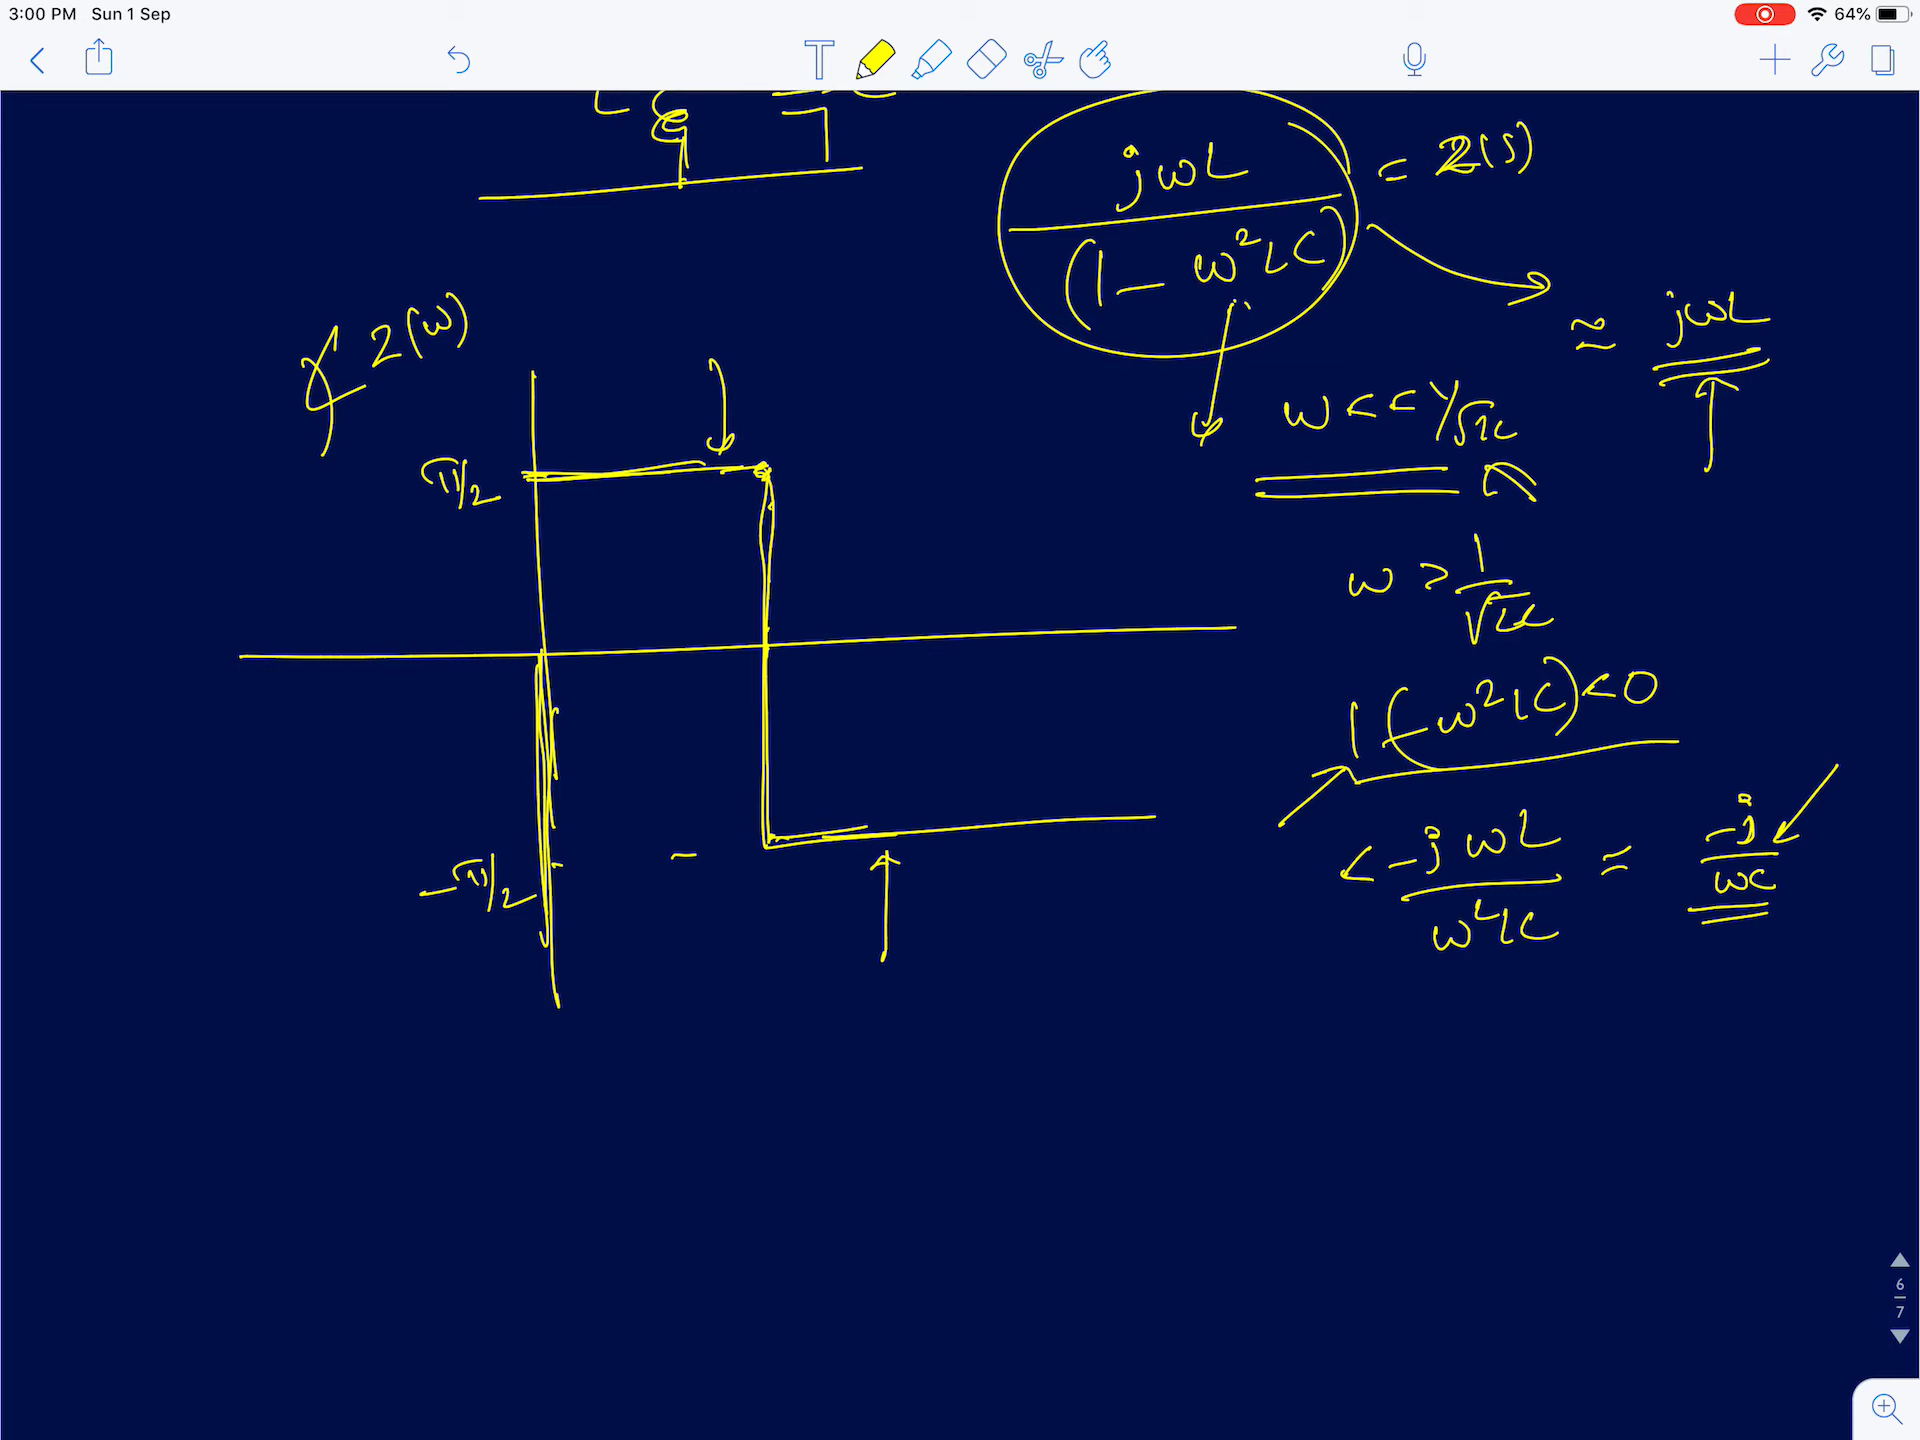 3:00 PM Sun 1 Sep
64%
T
jωL / (1 - ω²LC) = Z(s)
≈ jωL
∠Z(ω)
ω << 1/√LC
π/2
ω > 1/√LC
1(-ω²LC) < 0
-π/2
-jωL / ω²LC = -j / ωC
6
7